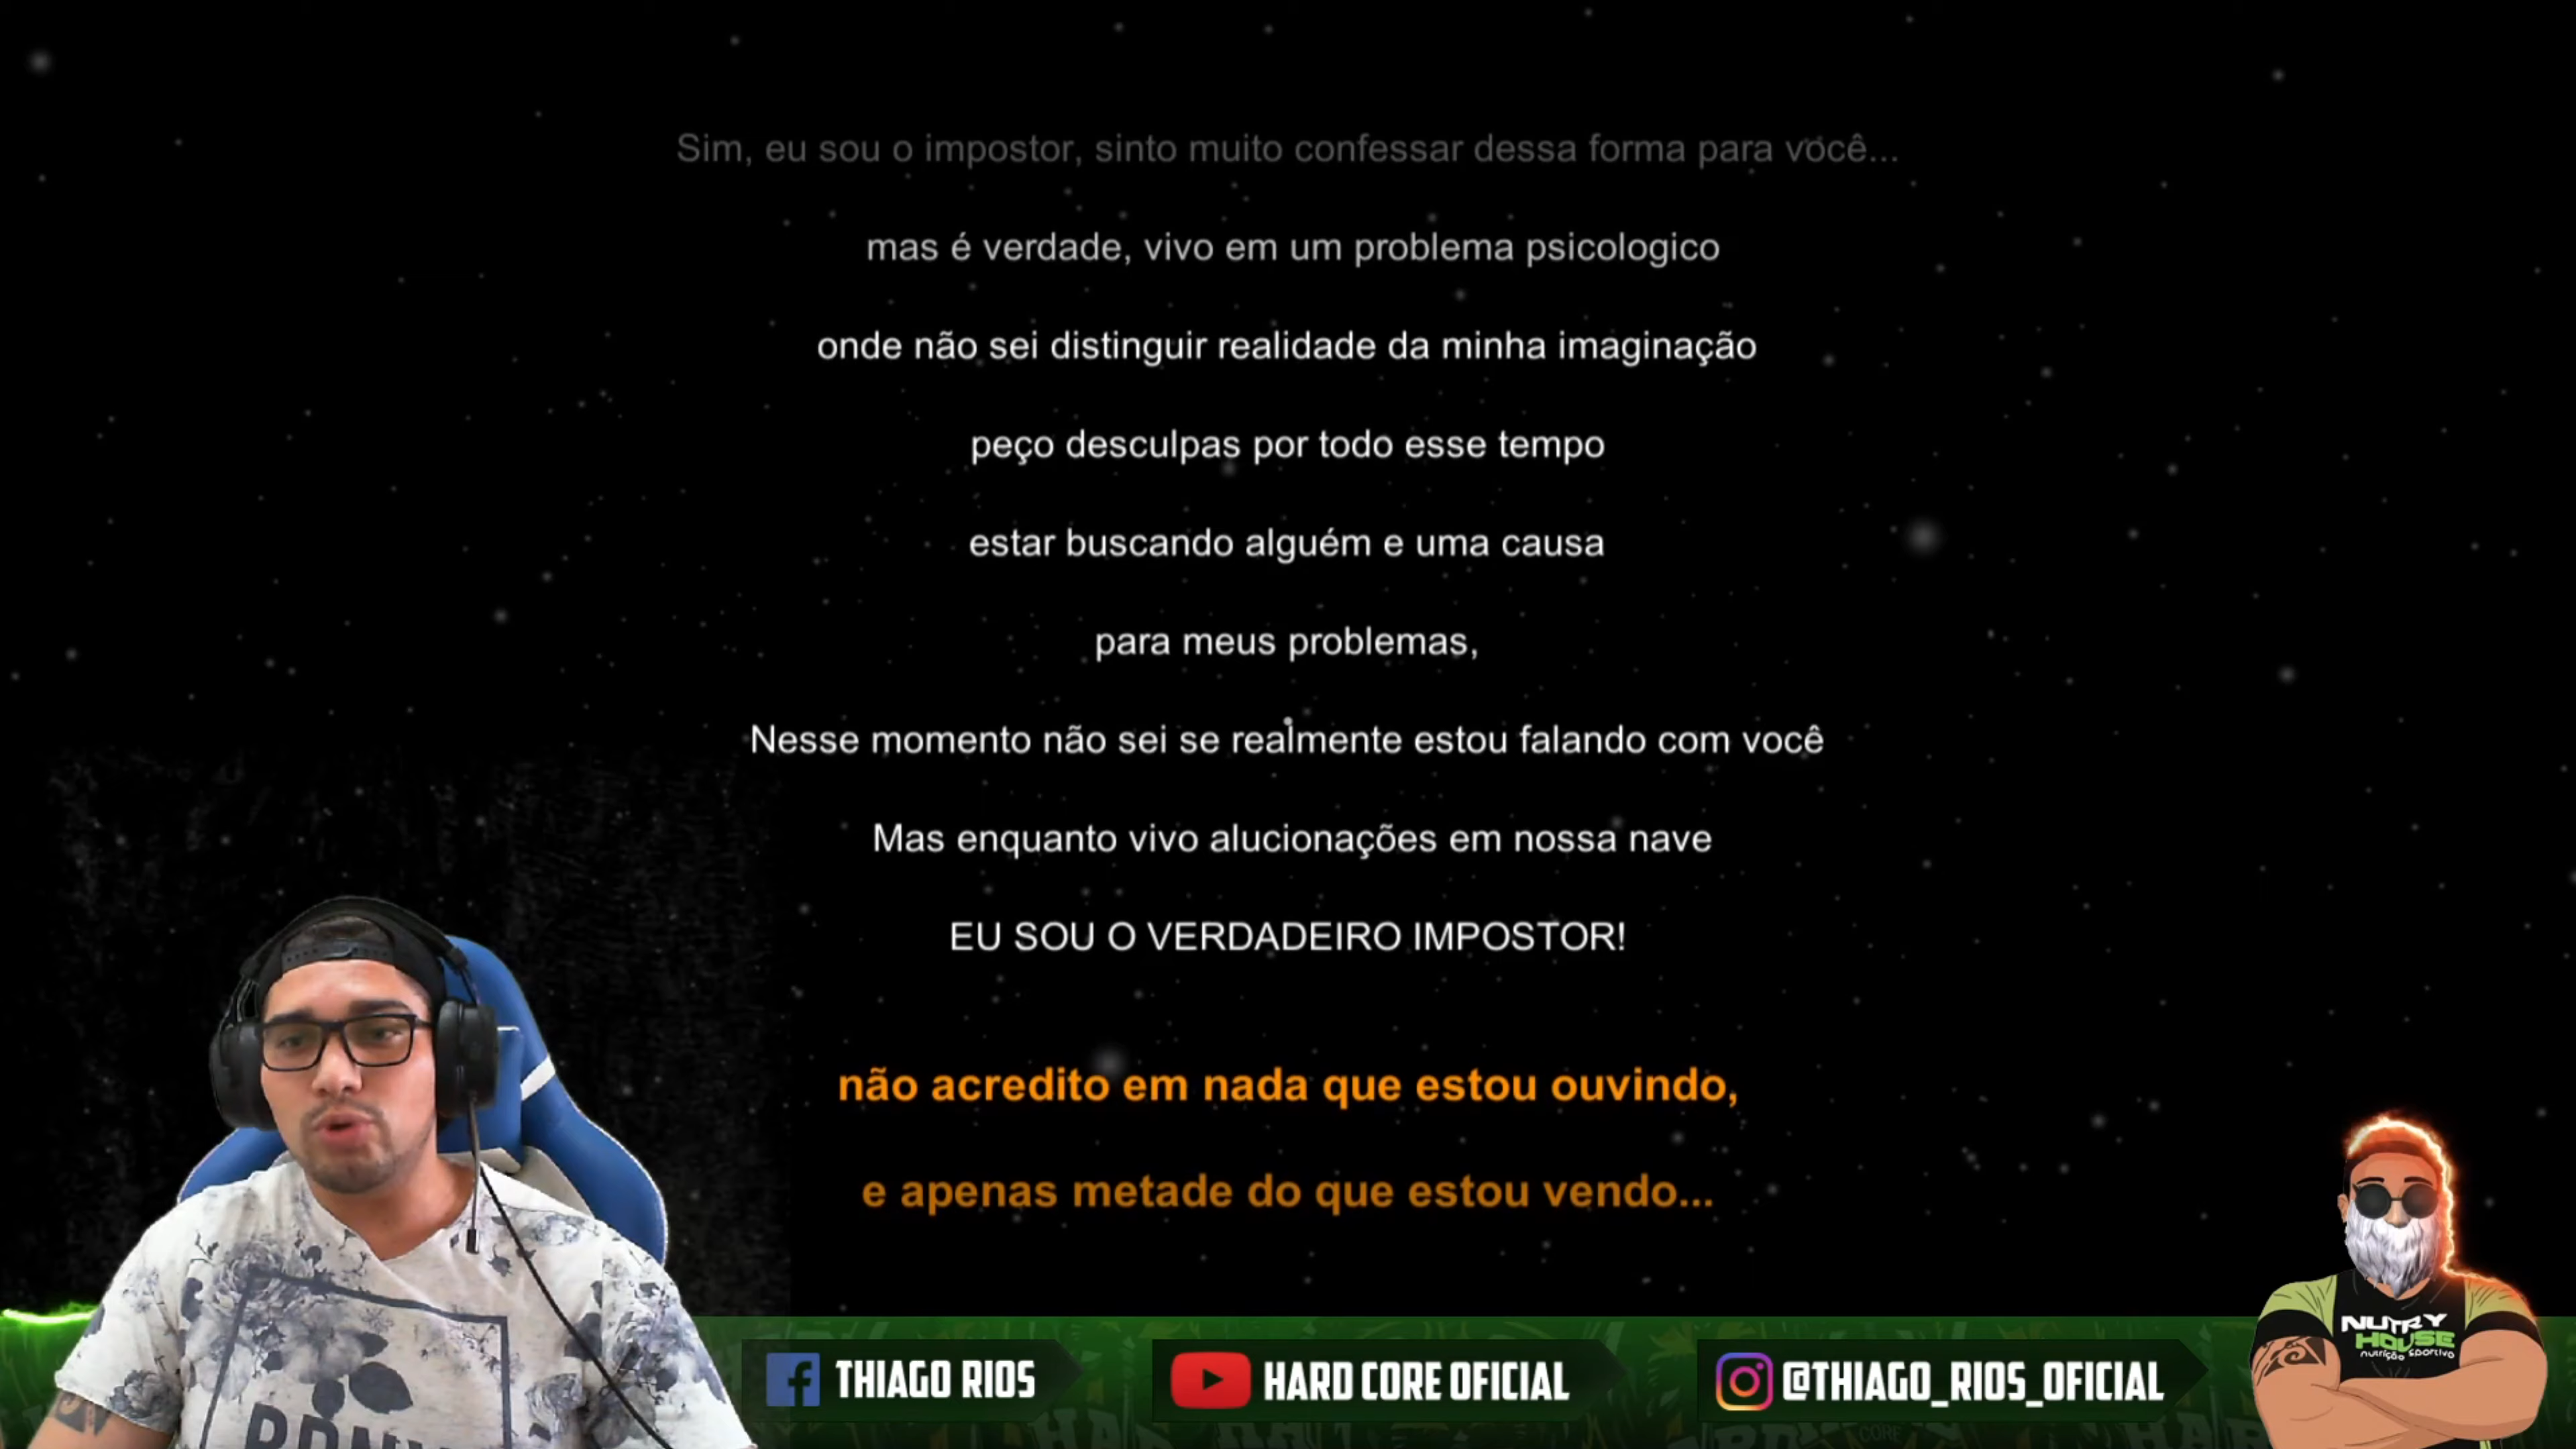 Sim, eu sou o impostor, sinto muito confessar dessa forma para você...
mas é verdade, vivo em um problema psicologico
onde não sei distinguir realidade da minha imaginação
peço desculpas por todo esse tempo
estar buscando alguém e uma causa
para meus problemas,
Nesse momento não sei se realmente estou falando com você
Mas enquanto vivo alucionações em nossa nave
EU SOU O VERDADEIRO IMPOSTOR!
não acredito em nada que estou ouvindo,
e apenas metade do que estou vendo...
THIAGO RIOS
HARD CORE OFICIAL
@THIAGO_RIOS_OFICIAL
NUTRY
HOUSE
nutrição sportiva